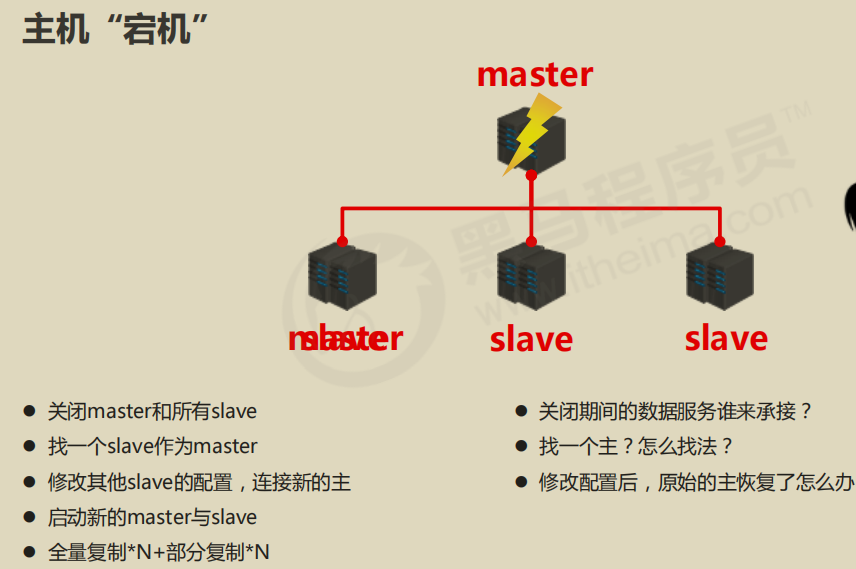 主机“宕机”
master
master
slave
slave
slave
关闭master和所有slave
找一个slave作为master
修改其他slave的配置，连接新的主
启动新的master与slave
全量复制*N+部分复制*N
关闭期间的数据服务谁来承接？
找一个主？怎么找法？
修改配置后，原始的主恢复了怎么办
黑马程序员™
www.itheima.com